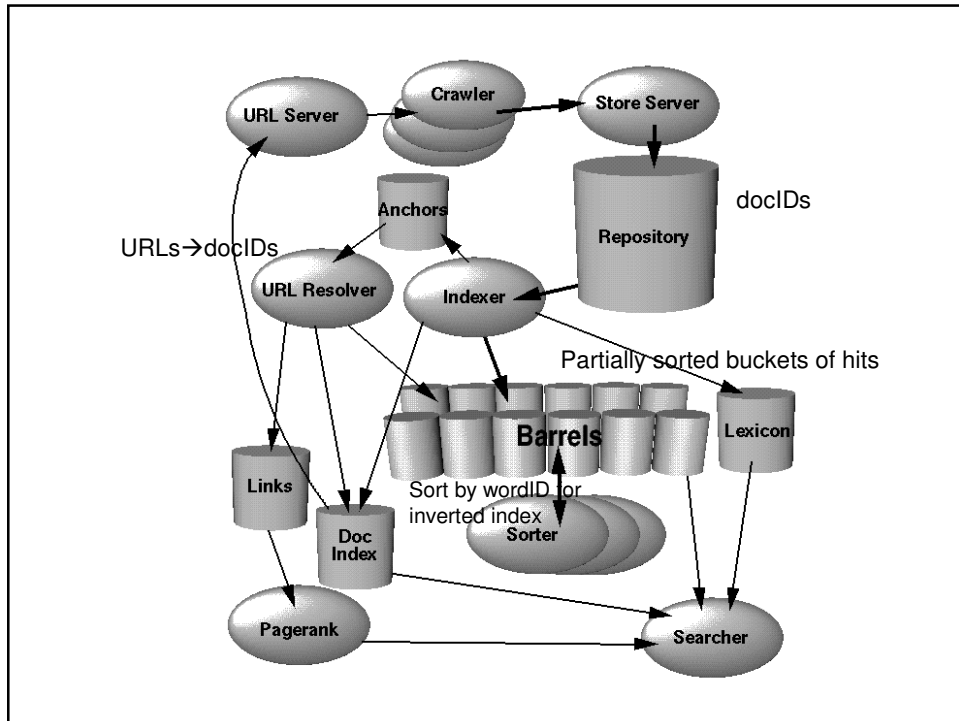 Crawler
URL Server
Store Server
Anchors
docIDs
Repository
URLs→docIDs
URL Resolver
Indexer
Partially sorted buckets of hits
Barrels
Lexicon
Links
Sort by wordID for
inverted index
Sorter
Doc
Index
Pagerank
Searcher